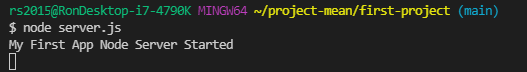 rs2015@RonDesktop-i7-4790K MINGW64 ~/project-mean/first-project (main)
$ node server.js
My First App Node Server Started